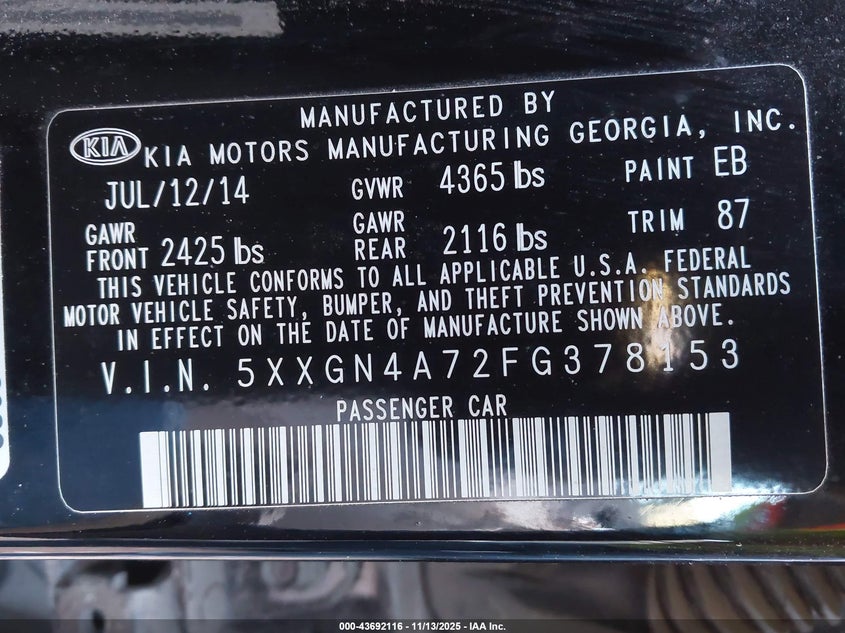 MANUFACTURED BY
KIA KIA MOTORS MANUFACTURING GEORGIA, INC.
JUL/12/14 GVWR 4365 lbs PAINT EB
GAWR FRONT 2425 lbs GAWR REAR 2116 lbs TRIM 87
THIS VEHICLE CONFORMS TO ALL APPLICABLE U.S.A. FEDERAL
MOTOR VEHICLE SAFETY, BUMPER, AND THEFT PREVENTION STANDARDS
IN EFFECT ON THE DATE OF MANUFACTURE SHOWN ABOVE.
V.I.N. 5XXGN4A72FG378153
PASSENGER CAR
000-43692116 - 11/13/2025 - IAA Inc.